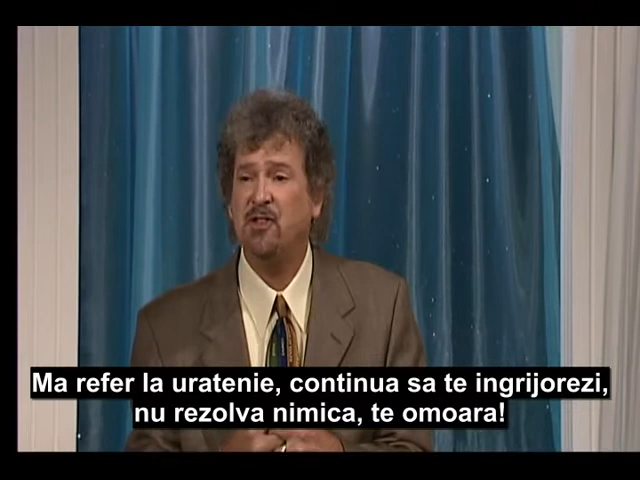 Ma refer la uratenie, continua sa te ingrijorezi,
nu rezolva nimica, te omoara!